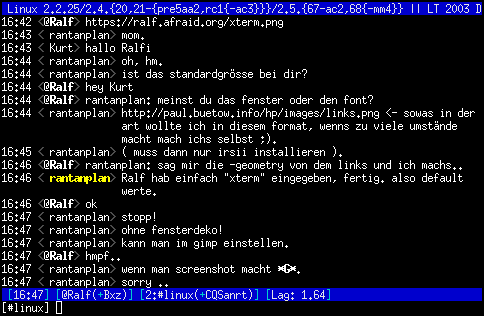 Linux 2.2.25/2.4.{20,21-{pre5aa2,rc1{-ac3}}}/2.5.{67-ac2,68{-mm4}} || LT 2003 D
16:42 <@Ralf> https://ralf.afraid.org/xterm.png
16:43 < rantanplan> mom.
16:43 < Kurt> hallo Ralfi
16:44 < rantanplan> oh, hm.
16:44 < rantanplan> ist das standardgrösse bei dir?
16:44 <@Ralf> hey Kurt
16:44 <@Ralf> rantanplan: meinst du das fenster oder den font?
16:44 < rantanplan> http://paul.buetow.info/hp/images/links.png <- sowas in der
art wollte ich in diesem format, wenns zu viele umstände
macht mach ichs selbst ;).
16:45 < rantanplan> ( muss dann nur irsii installieren ).
16:46 <@Ralf> rantanplan: sag mir die -geometry von dem links und ich machs..
16:46 < rantanplan> Ralf hab einfach "xterm" eingegeben, fertig. also default
werte.
16:46 <@Ralf> ok
16:47 < rantanplan> stopp!
16:47 < rantanplan> ohne fensterdeko!
16:47 < rantanplan> kann man im gimp einstellen.
16:47 <@Ralf> hmpf..
16:47 < rantanplan> wenn man screenshot macht *G*.
16:47 < rantanplan> sorry ..
[16:47] [@Ralf(+Bxz)] [2:#linux(+CQSanrt)] [Lag: 1.64]
[#linux]